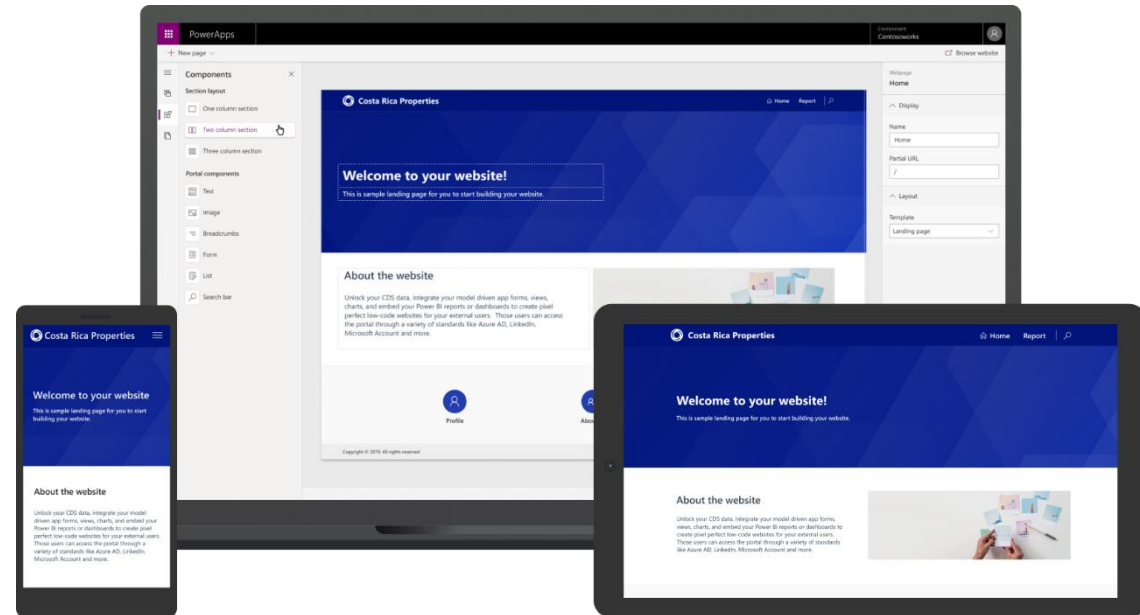 PowerApps
Environment
Contosoworks
New page
Browse website
Components
Section layout
One column section
Two column section
Three column section
Portal components
Text
Image
Breadcrumbs
Form
List
Search bar
Costa Rica Properties
Home Report
Welcome to your website!
This is sample landing page for you to start building your website.
About the website
Unlock your CDS data, integrate your model driven app forms, views,
charts, and embed your Power BI reports or dashboards to create pixel
perfect low-code websites for your external users. Those users can access
the portal through a variety of standards like Azure AD, LinkedIn,
Microsoft Account and more.
Profile
Abou
Copyright © 2019. All rights reserved.
Webpage
Home
Display
Name
Home
Partial URL
/
Layout
Template
Landing page
Costa Rica Properties
Welcome to your website
This is sample landing page for you to start
building your website.
About the website
Unlock your CDS data, integrate your model
driven app forms, views, charts, and embed your
Power BI reports or dashboards to create pixel
perfect low-code websites for your external users.
Those users can access the portal through a
variety of standards like Azure AD, LinkedIn,
Microsoft Account and more.
Costa Rica Properties
Home Report
Welcome to your website!
This is sample landing page for you to start building your website.
About the website
Unlock your CDS data, integrate your model driven app forms,
views, charts, and embed your Power BI reports or dashboards to
create pixel perfect low-code websites for your external users.
Those users can access the portal through a variety of standards
like Azure AD, LinkedIn, Microsoft Account and more.